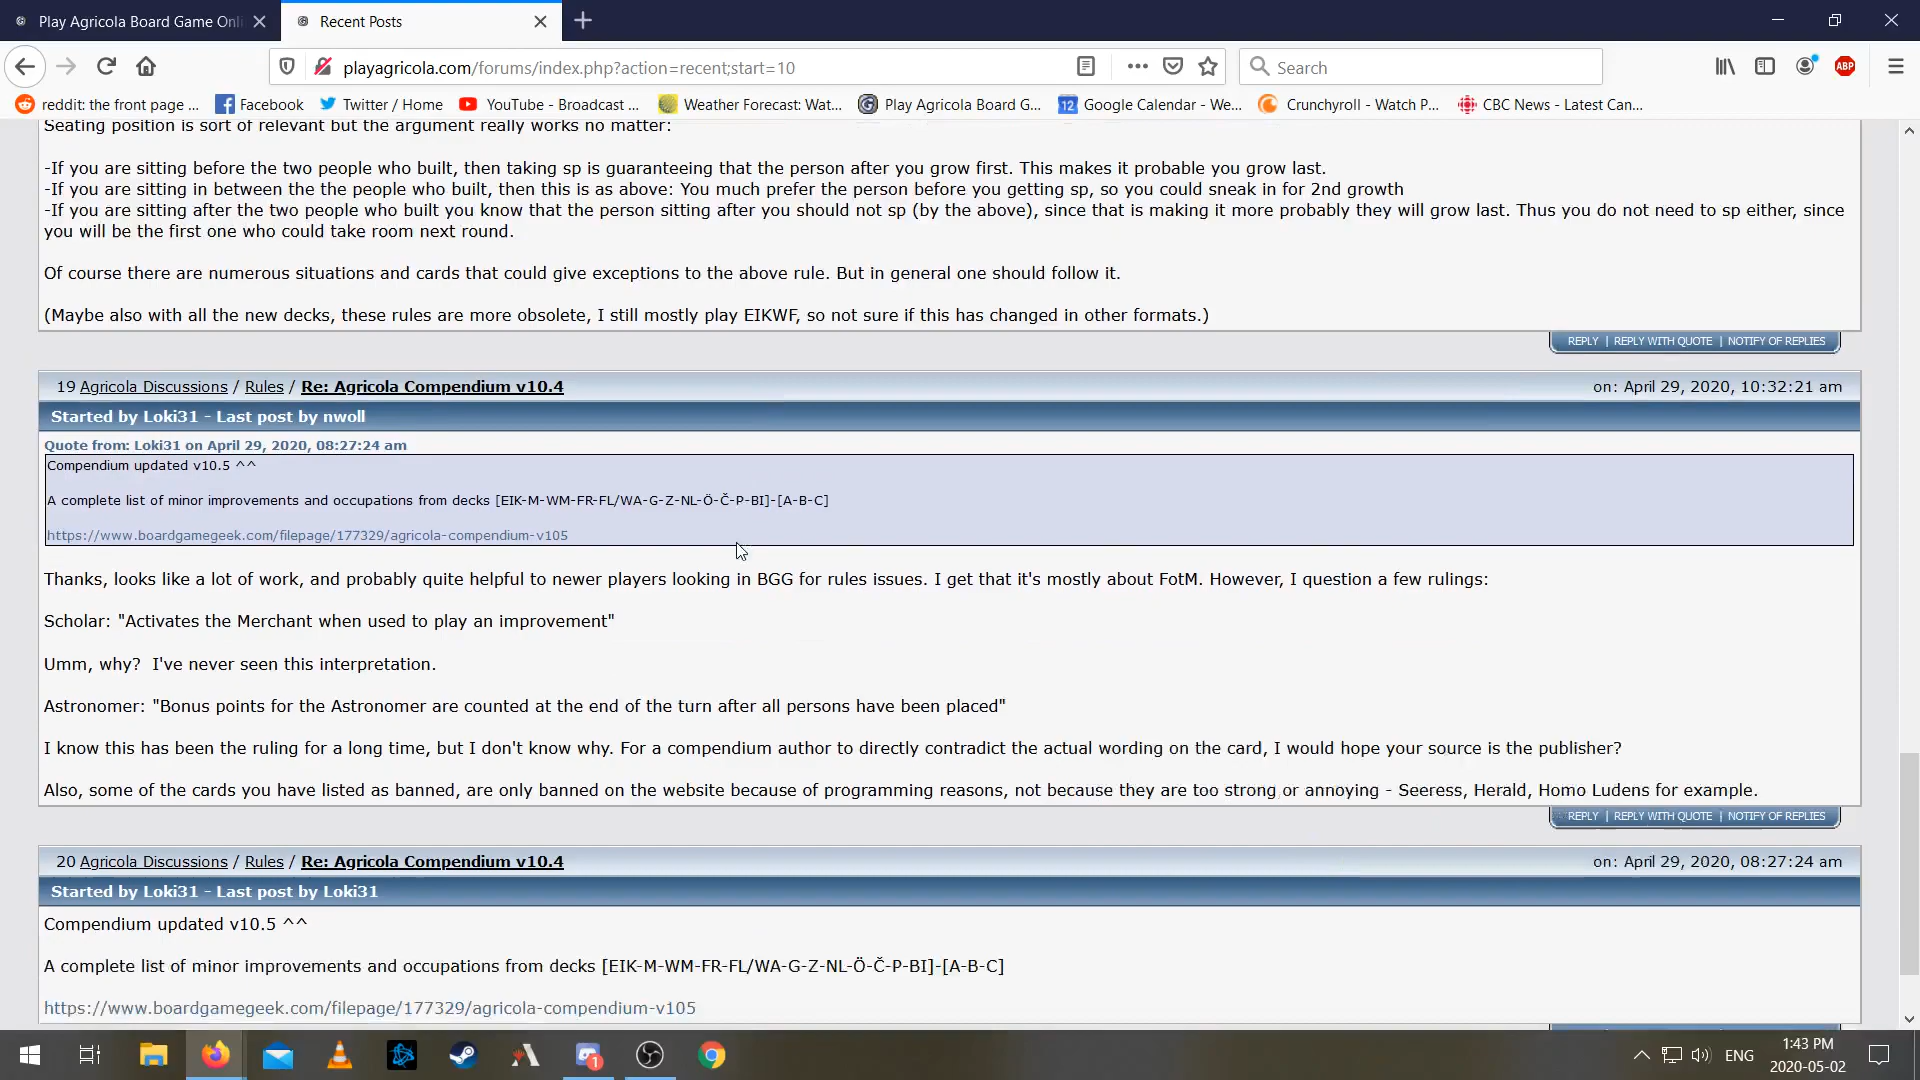 Play Agricola Board Game Onli
Recent Posts
playagricola.com/forums/index.php?action=recent;start=10
Search
reddit: the front page ...
Facebook
Twitter / Home
YouTube - Broadcast ...
Weather Forecast: Wat...
Play Agricola Board G...
12
Google Calendar - We...
Crunchyroll - Watch P...
CBC News - Latest Can...
ABP
Seating position is sort of relevant but the argument really works no matter:
-If you are sitting before the two people who built, then taking sp is guaranteeing that the person after you grow first. This makes it probable you grow last.
-If you are sitting in between the the people who built, then this is as above: You much prefer the person before you getting sp, so you could sneak in for 2nd growth
-If you are sitting after the two people who built you know that the person sitting after you should not sp (by the above), since that is making it more probably they will grow last. Thus you do not need to sp either, since
you will be the first one who could take room next round.
Of course there are numerous situations and cards that could give exceptions to the above rule. But in general one should follow it.
(Maybe also with all the new decks, these rules are more obsolete, I still mostly play EIKWF, so not sure if this has changed in other formats.)
REPLY | REPLY WITH QUOTE | NOTIFY OF REPLIES
19 Agricola Discussions / Rules / Re: Agricola Compendium v10.4
on: April 29, 2020, 10:32:21 am
Started by Loki31 - Last post by nwoll
Quote from: Loki31 on April 29, 2020, 08:27:24 am
Compendium updated v10.5 ^^
A complete list of minor improvements and occupations from decks [EIK-M-WM-FR-FL/WA-G-Z-NL-Ö-Č-P-BI]-[A-B-C]
https://www.boardgamegeek.com/filepage/177329/agricola-compendium-v105
Thanks, looks like a lot of work, and probably quite helpful to newer players looking in BGG for rules issues. I get that it's mostly about FotM. However, I question a few rulings:
Scholar: "Activates the Merchant when used to play an improvement"
Umm, why?  I've never seen this interpretation.
Astronomer: "Bonus points for the Astronomer are counted at the end of the turn after all persons have been placed"
I know this has been the ruling for a long time, but I don't know why. For a compendium author to directly contradict the actual wording on the card, I would hope your source is the publisher?
Also, some of the cards you have listed as banned, are only banned on the website because of programming reasons, not because they are too strong or annoying - Seeress, Herald, Homo Ludens for example.
REPLY | REPLY WITH QUOTE | NOTIFY OF REPLIES
20 Agricola Discussions / Rules / Re: Agricola Compendium v10.4
on: April 29, 2020, 08:27:24 am
Started by Loki31 - Last post by Loki31
Compendium updated v10.5 ^^
A complete list of minor improvements and occupations from decks [EIK-M-WM-FR-FL/WA-G-Z-NL-Ö-Č-P-BI]-[A-B-C]
https://www.boardgamegeek.com/filepage/177329/agricola-compendium-v105
1
ENG
1:43 PM
2020-05-02